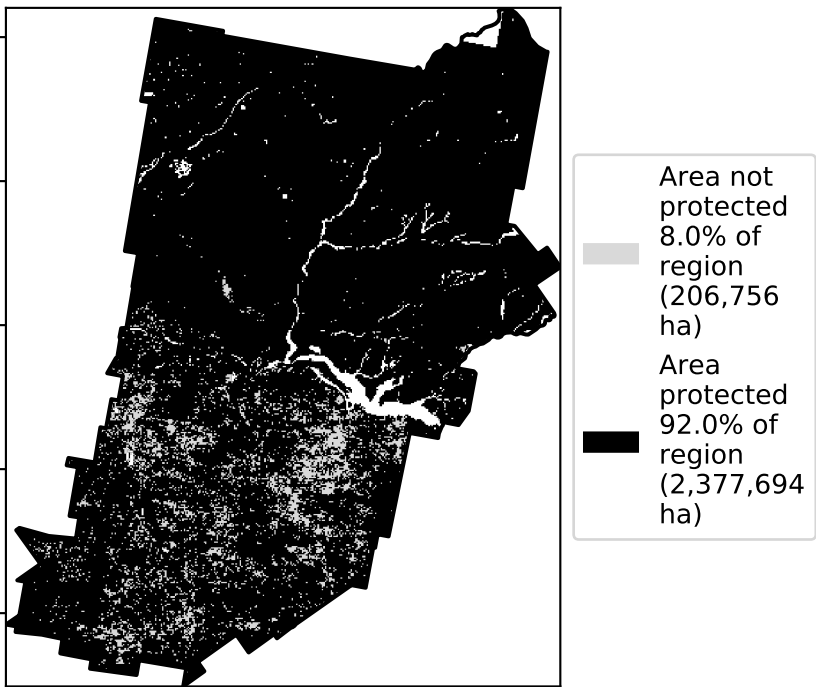 Area not
protected
8.0% of
region
(206,756
ha)
Area
protected
92.0% of
region
(2,377,694
ha)